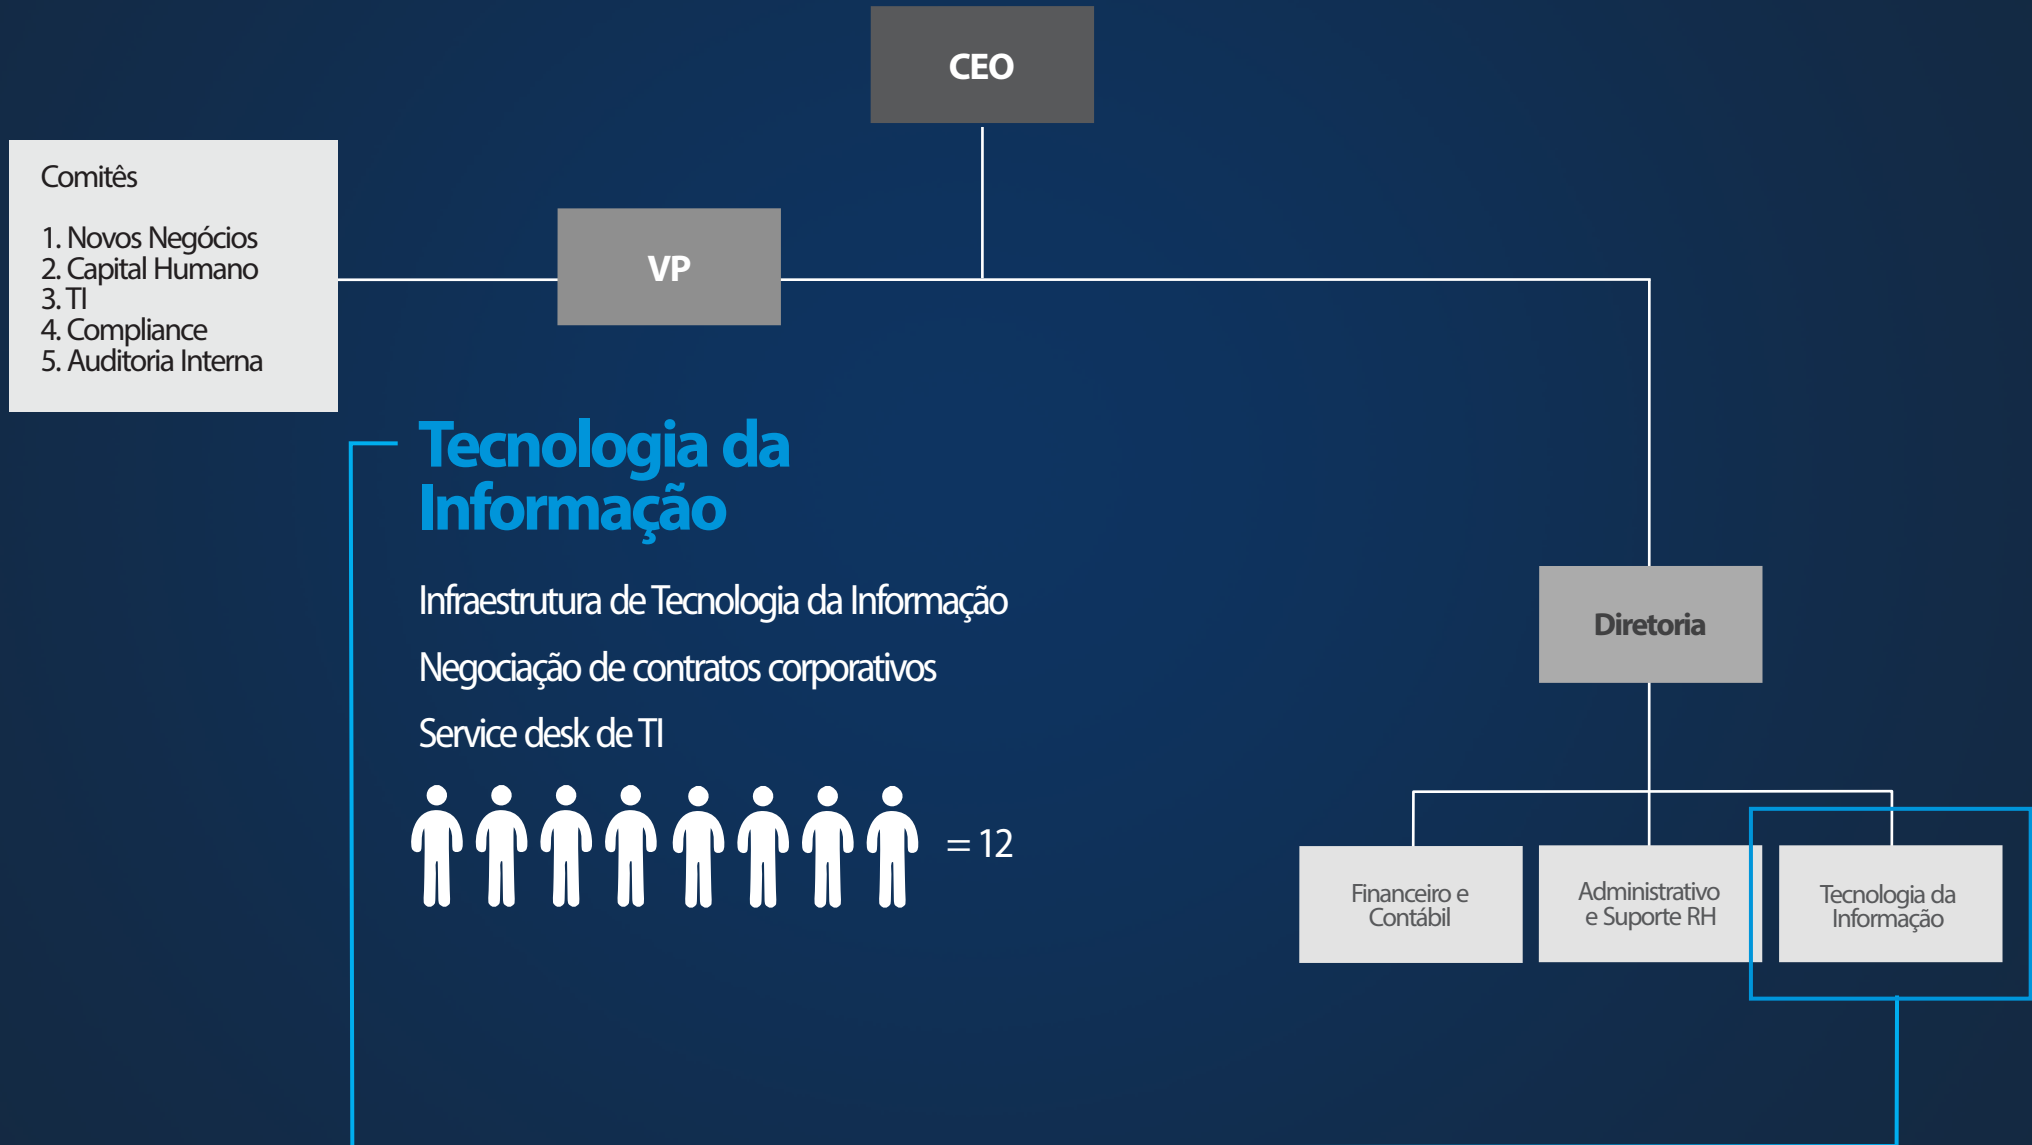 CEO
Comitês
1. Novos Negócios
2. Capital Humano
3. TI
4. Compliance
5. Auditoria Interna
VP
Tecnologia da
Informação
Infraestrutura de Tecnologia da Informação
Negociação de contratos corporativos
Service desk de TI
= 12
Diretoria
Financeiro e
Contábil
Administrativo
e Suporte RH
Tecnologia da
Informação